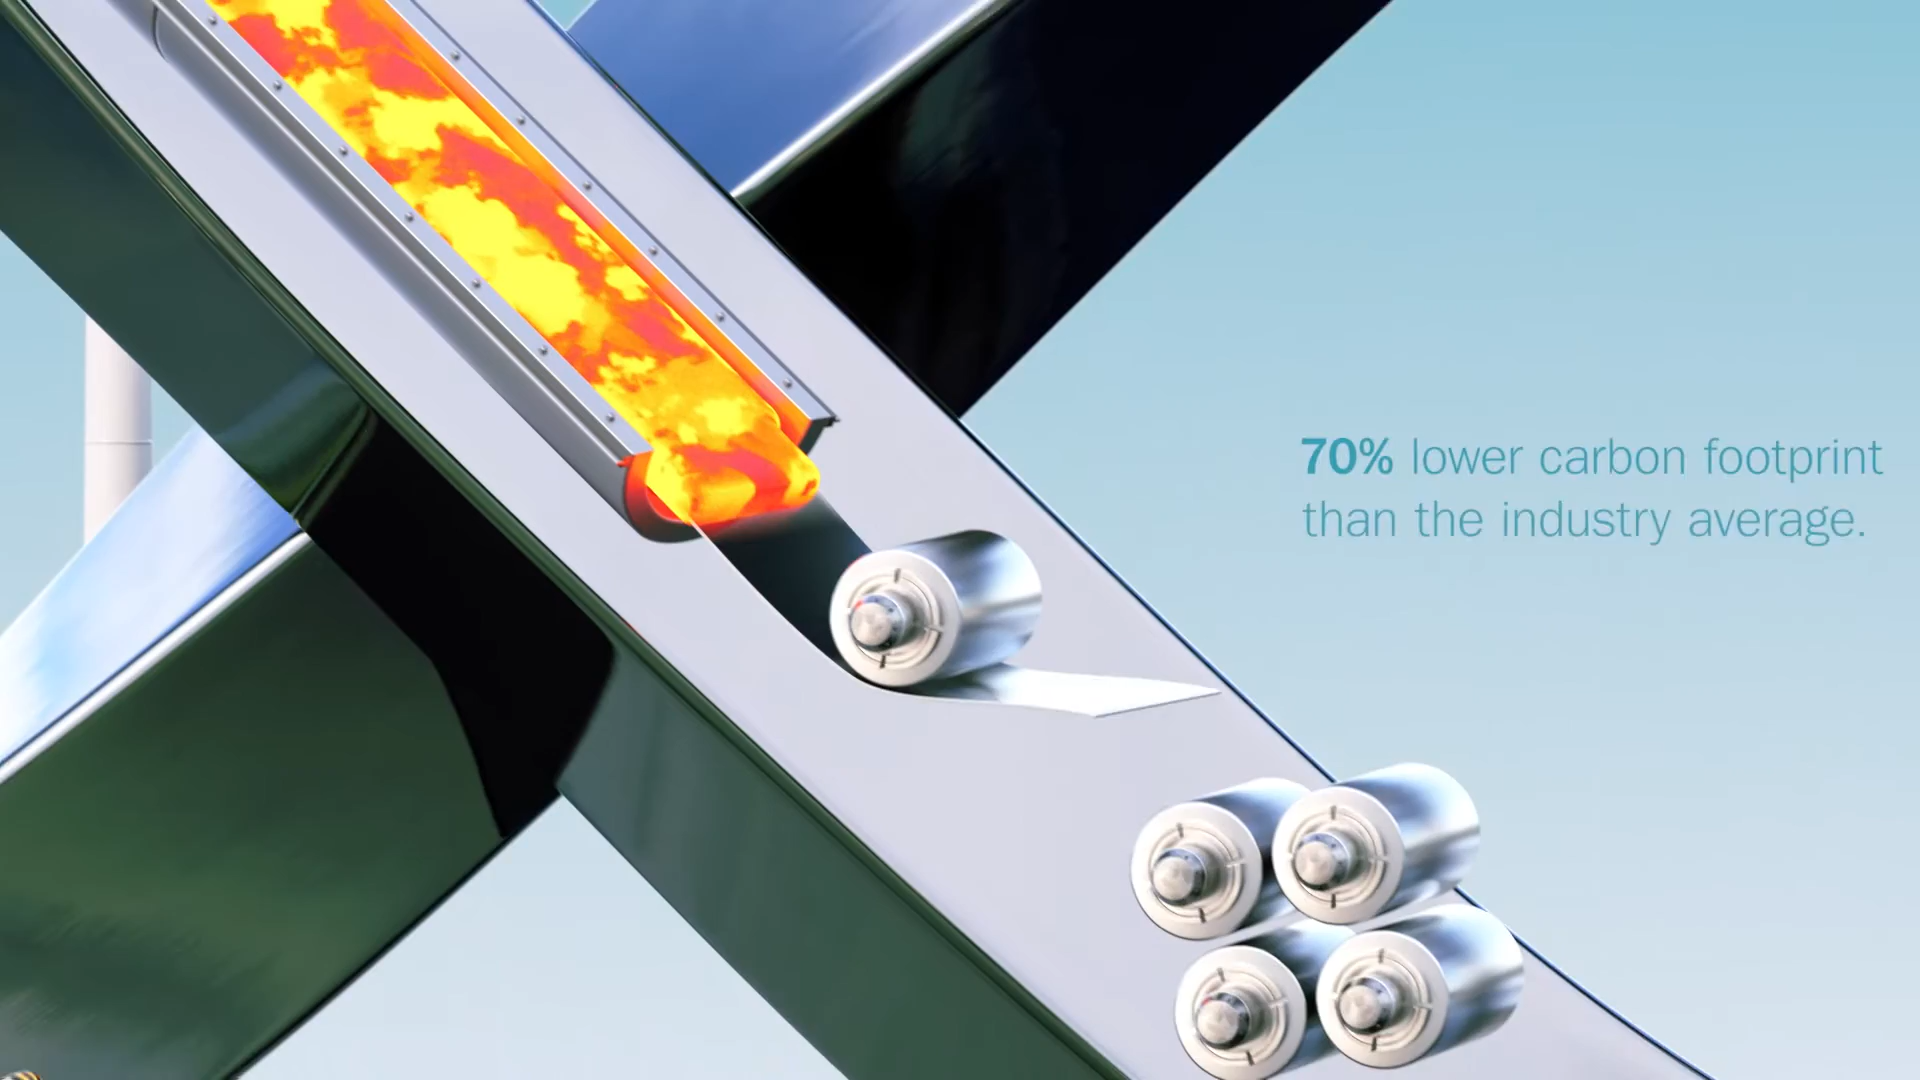 70% lower carbon footprint
than the industry average.